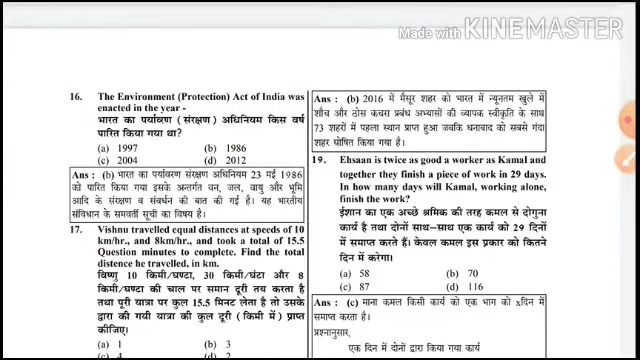 Made with KINEMASTER
16. The Environment (Protection) Act of India was
enacted in the year -
भारत का पर्यावरण (संरक्षण) अधिनियम किस वर्ष
पारित किया गया था?
(a) 1997 (b) 1986
(c) 2004 (d) 2012
Ans : (b) भारत का पर्यावरण संरक्षण अधिनियम 23 मई 1986
को पारित किया गया इसके अन्तर्गत वन, जल, वायु और भूमि
आदि के संरक्षण व संवर्धन की बात की गई है। यह भारतीय
संविधान के समवर्ती सूची का विषय है।
17. Vishnu travelled equal distances at speeds of 10
km/hr., and 8km/hr., and took a total of 15.5
Question minutes to complete. Find the total
distence he travelled, in km.
विष्णु 10 किमी/घण्टा, 30 किमी/घंटा और 8
किमी/घण्टा की चाल पर समान दूरी तय करता है
तथा पूरी यात्रा पर कुल 15.5 मिनट लेता है तो उसके
द्वारा की गयी यात्रा की कुल दूरी (किमी में) प्राप्त
कीजिए।
(a) 1 (b) 3
(c) 4 (d) 2
Ans : (b) 2016 में मैसूर शहर को भारत में न्यूनतम खुले में
शौच और ठोस कचरा प्रबंध अभ्यासों की व्यापक स्वीकृति के साथ
73 शहरों में पहला स्थान प्राप्त हुआ जबकि धनाबाद को सबसे गंदा
शहर घोषित किया गया है।
19. Ehsaan is twice as good a worker as Kamal and
together they finish a piece of work in 29 days.
In how many days will Kamal, working alone,
finish the work?
ईशान का एक अच्छे श्रमिक की तरह कमल से दोगुना
कार्य है तथा दोनों साथ–साथ एक कार्य को 29 दिनों
में समाप्त करते हैं। केवल कमल इस प्रकार को कितने
दिन में करेगा।
(a) 58 (b) 70
(c) 87 (d) 116
Ans : (c) माना कमल किसी कार्य को एक भाग को xदिन में
समाप्त करता है।
प्रश्नानुसार,
एक दिन में दोनों द्वारा किया गया कार्य